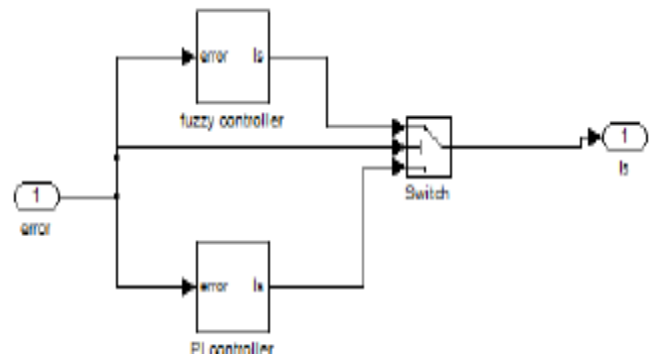 error Is
fuzzy controller
1
error
Switch
1
Is
error Is
PI controller